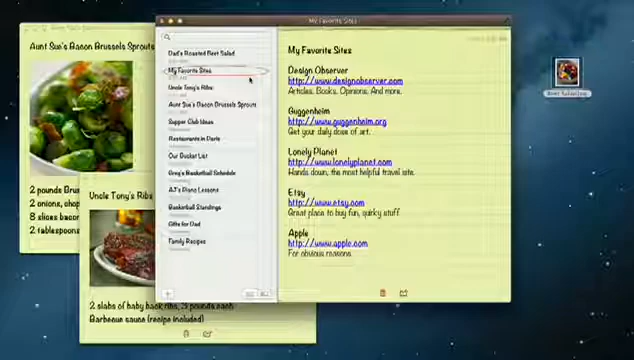 My Favorite Sites
Aunt Sue's Bacon Brussels Sprouts
2 pounds Brus
2 onions, chop
8 slices bacon
2 tablespoons
Uncle Tony's Ribs
2 slabs of baby back ribs, 3 pounds each
Barbecue sauce (recipe included)
Dad's Roasted Beet Salad
My Favorite Sites
Uncle Tony's Ribs
Aunt Sue's Bacon Brussels Sprouts
Supper Club Ideas
Restaurants in Paris
Our Bucket List
Greg's Basketball Schedule
AJ's Piano Lessons
Basketball Standings
Gifts for Dad
Family Recipes
My Favorite Sites
Design Observer
http://www.designobserver.com
Articles. Books. Opinions. And more.
Guggenheim
http://www.guggenheim.org
Get your daily dose of art.
Lonely Planet
http://www.lonelyplanet.com
Hands down, the most helpful travel site.
Etsy
http://www.etsy.com
Great place to buy fun, quirky stuff.
Apple
http://www.apple.com
For obvious reasons.